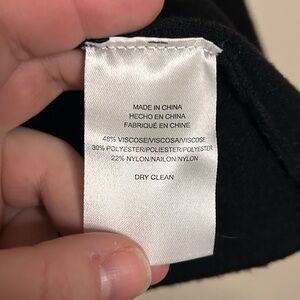 MADE IN CHINA
HECHO EN CHINA
FABRIQUÉ EN CHINE
48% VISCOSE/VISCOSA/VISCOSE
30% POLYESTER/POLIESTER/POLYESTER
22% NYLON/NAILON/NYLON
DRY CLEAN